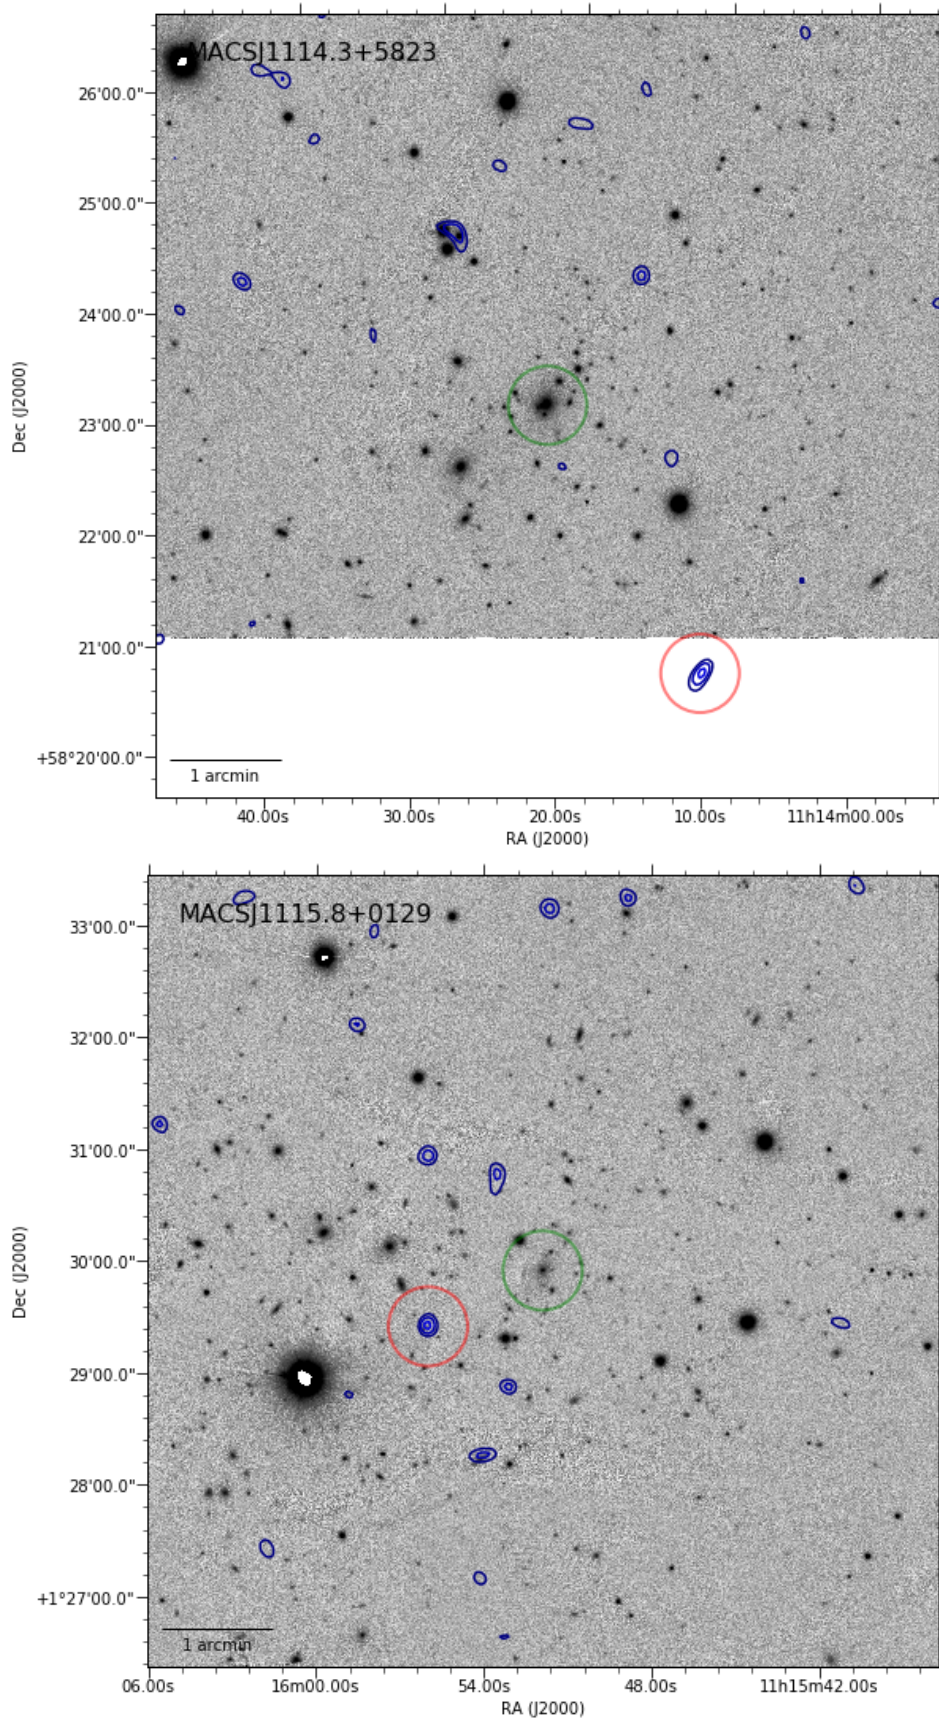 MACSJ1114.3+5823
26'00.0"
25'00.0"
24'00.0"
23'00.0"
22'00.0"
21'00.0"
+58°20'00.0"
Dec (J2000)
1 arcmin
40.00s 30.00s 20.00s 10.00s 11h14m00.00s
RA (J2000)
MACSJ1115.8+0129
33'00.0"
32'00.0"
31'00.0"
30'00.0"
29'00.0"
28'00.0"
+1°27'00.0"
Dec (J2000)
1 arcmin
06.00s 16m00.00s 54.00s 48.00s 11h15m42.00s
RA (J2000)